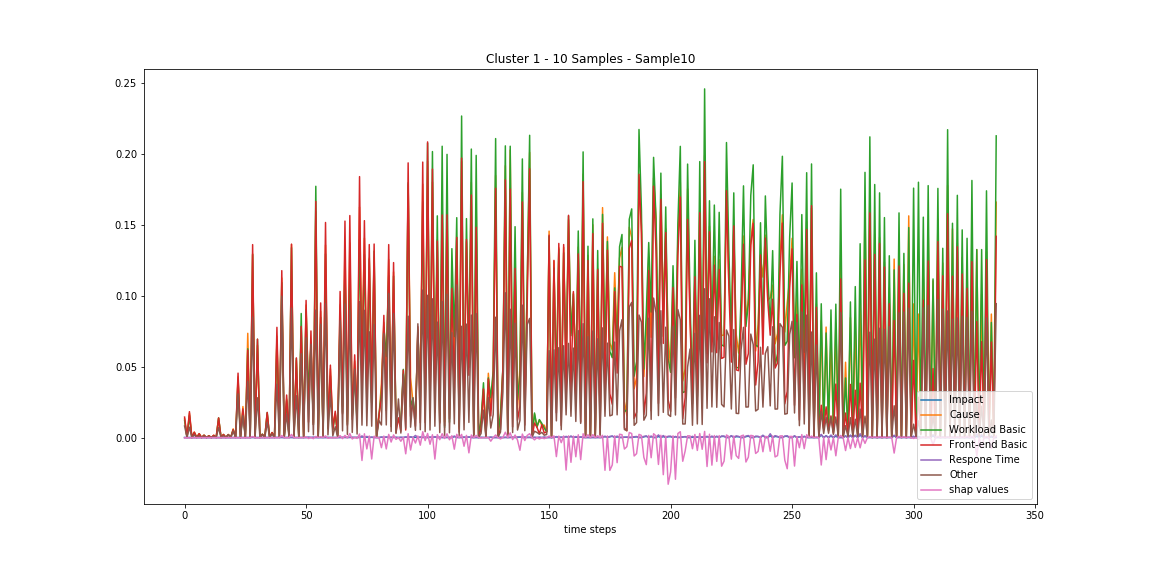 Cluster 1 - 10 Samples - Sample10
0.25
0.20
0.15
0.10
0.05
0.00
Impact
Cause
Workload Basic
Front-end Basic
Respone Time
Other
shap values
0 50 100 150 200 250 300 350
time steps